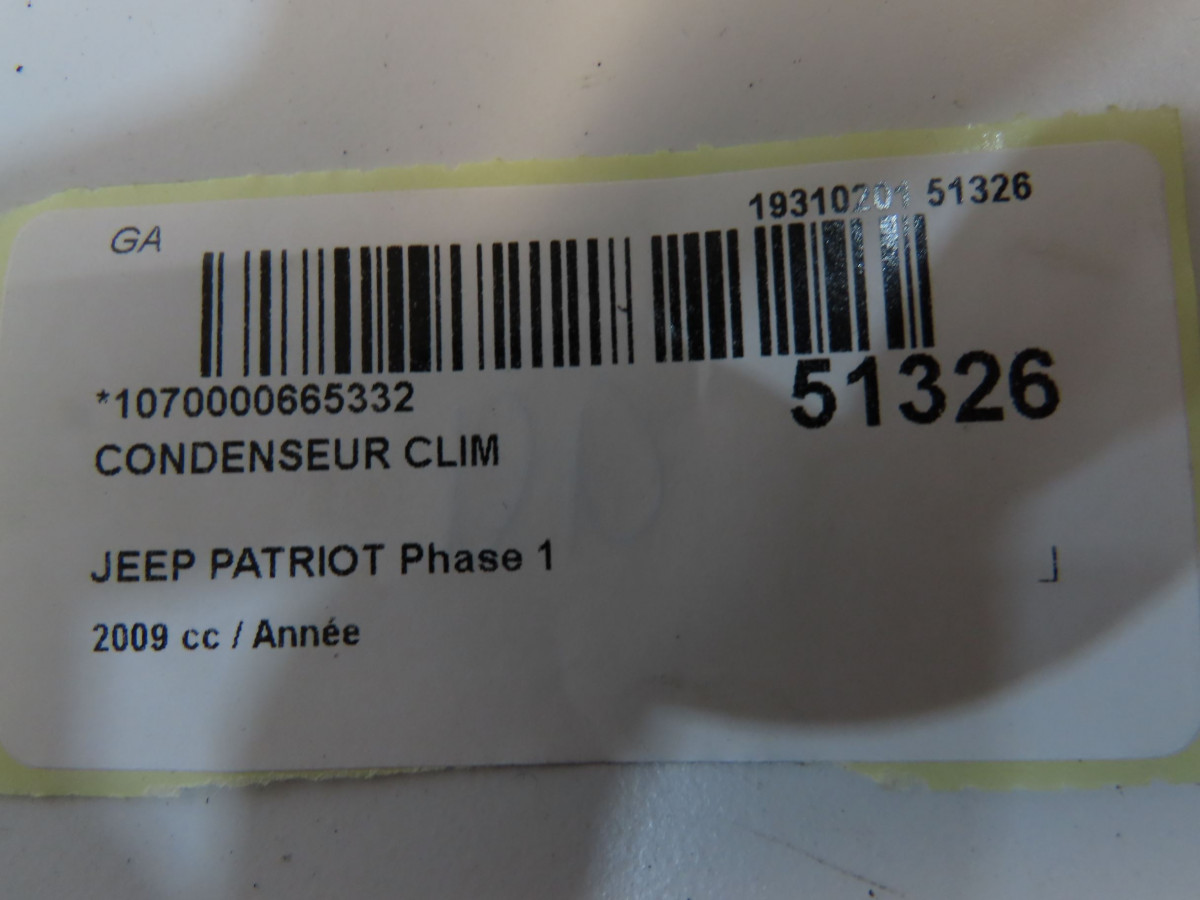 GA
19310201 51326
51326
*1070000665332
CONDENSEUR CLIM
JEEP PATRIOT Phase 1
2009 cc / Année